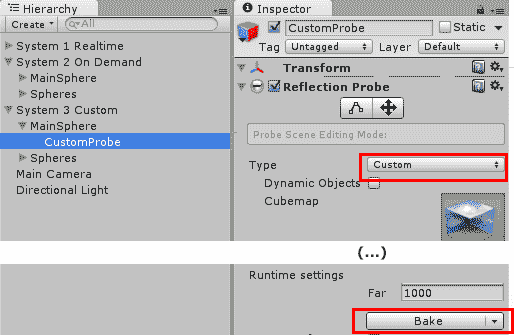 Hierarchy
Create
All
System 1 Realtime
System 2 On Demand
MainSphere
Spheres
System 3 Custom
MainSphere
CustomProbe
Spheres
Main Camera
Directional Light
Inspector
CustomProbe Static
Tag Untagged Layer Default
Transform
Reflection Probe
Probe Scene Editing Mode:
Type Custom
Dynamic Objects
Cubemap
(...)
Runtime settings
Far 1000
Bake